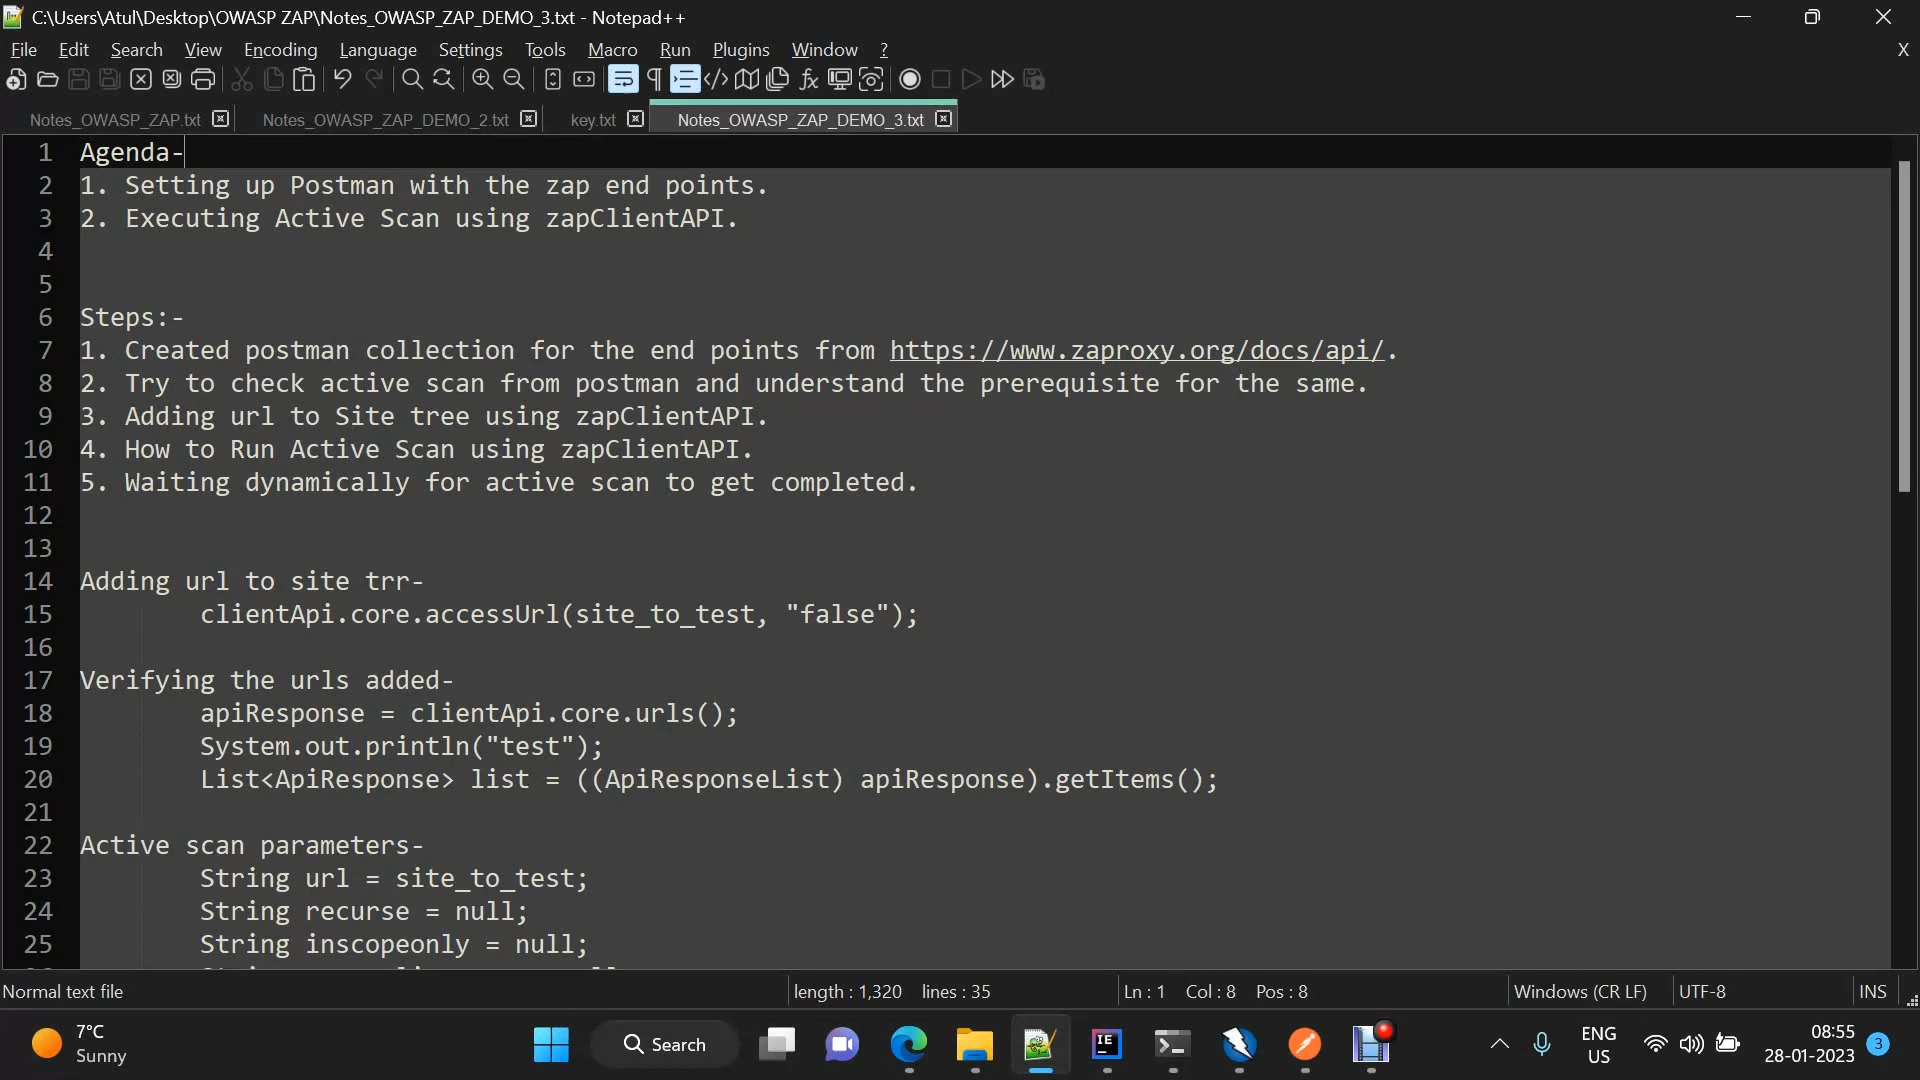 C:\Users\Atul\Desktop\OWASP ZAP\Notes_OWASP_ZAP_DEMO_3.txt - Notepad++
File Edit Search View Encoding Language Settings Tools Macro Run Plugins Window ? X
Notes_OWASP_ZAP.txt Notes_OWASP_ZAP_DEMO_2.txt key.txt Notes_OWASP_ZAP_DEMO_3.txt
1 Agenda-
2 1. Setting up Postman with the zap end points.
3 2. Executing Active Scan using zapClientAPI.
4
5
6 Steps:-
7 1. Created postman collection for the end points from https://www.zaproxy.org/docs/api/.
8 2. Try to check active scan from postman and understand the prerequisite for the same.
9 3. Adding url to Site tree using zapClientAPI.
10 4. How to Run Active Scan using zapClientAPI.
11 5. Waiting dynamically for active scan to get completed.
12
13
14 Adding url to site trr-
15 clientApi.core.accessUrl(site_to_test, "false");
16
17 Verifying the urls added-
18 apiResponse = clientApi.core.urls();
19 System.out.println("test");
20 List<ApiResponse> list = ((ApiResponseList) apiResponse).getItems();
21
22 Active scan parameters-
23 String url = site_to_test;
24 String recurse = null;
25 String inscopeonly = null;
Normal text file length : 1,320 lines : 35 Ln : 1 Col : 8 Pos : 8 Windows (CR LF) UTF-8 INS
7°C
Sunny
Search
IE
ENG
US
08:55
28-01-2023
3